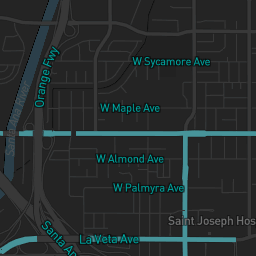 W Sycamore Ave
Orange Fwy
W Maple Ave
W Almond Ave
W Palmyra Ave
Saint Joseph Hos
La Veta Ave
Santa An